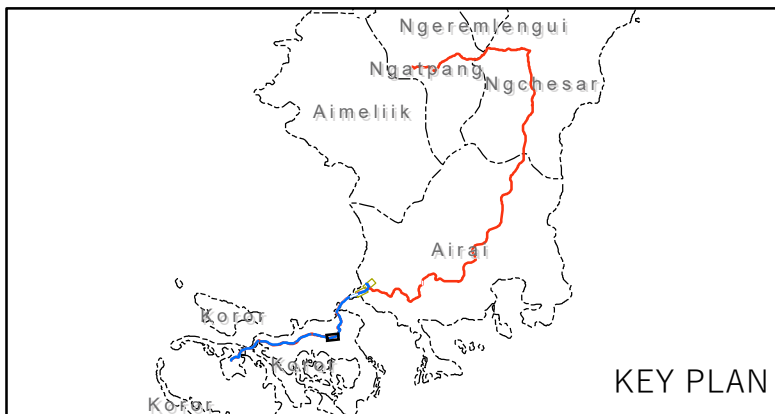 Ngeremlengui
Ngatpang
Ngchesar
Aimeliik
Airai
Koror
Koror
KEY PLAN
Koror